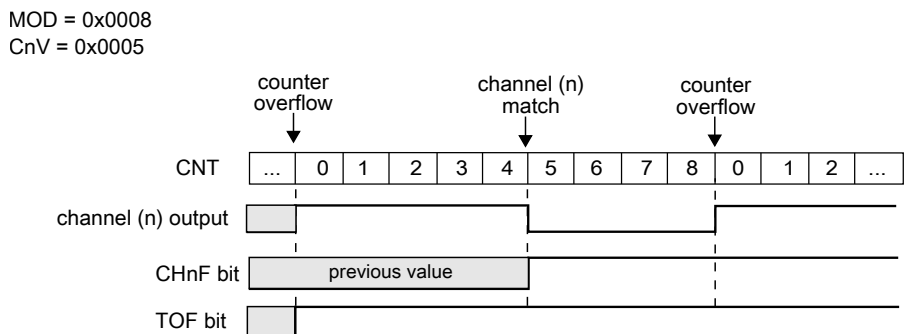 MOD = 0x0008
CnV = 0x0005
counter overflow
channel (n) match
counter overflow
CNT ... 0 1 2 3 4 5 6 7 8 0 1 2 ...
channel (n) output
CHnF bit previous value
TOF bit